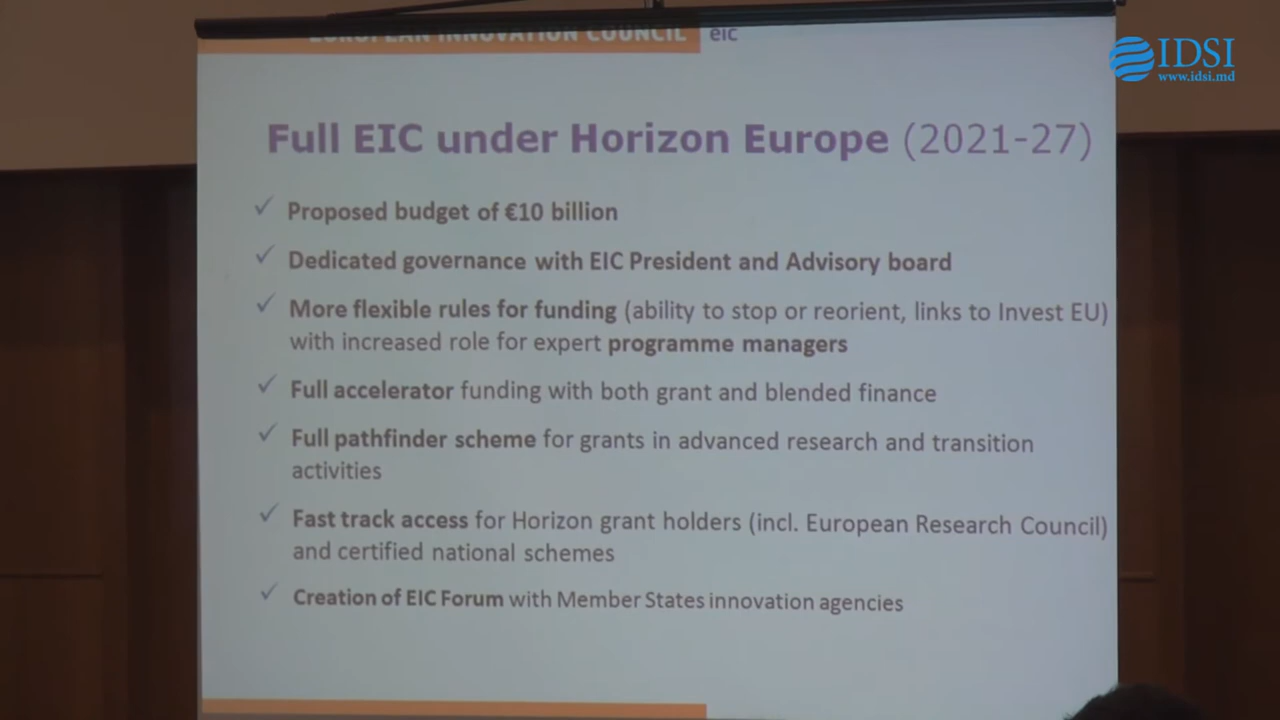 EUROPEAN INNOVATION COUNCIL eic
IDSI
www.idsi.md
Full EIC under Horizon Europe (2021-27)
✓ Proposed budget of €10 billion
✓ Dedicated governance with EIC President and Advisory board
✓ More flexible rules for funding (ability to stop or reorient, links to Invest EU)
with increased role for expert programme managers
✓ Full accelerator funding with both grant and blended finance
✓ Full pathfinder scheme for grants in advanced research and transition
activities
✓ Fast track access for Horizon grant holders (incl. European Research Council)
and certified national schemes
✓ Creation of EIC Forum with Member States innovation agencies